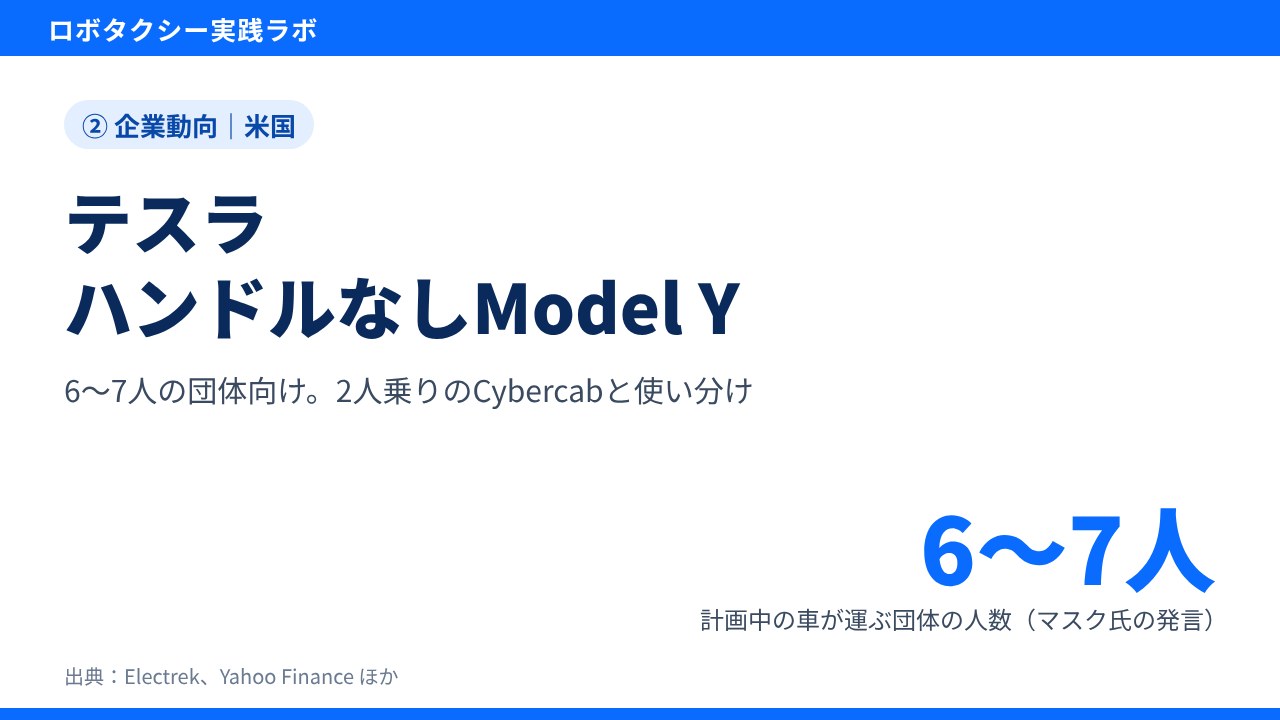 ロボタクシー実践ラボ
② 企業動向｜米国
テスラ
ハンドルなしModel Y
6〜7人の団体向け。2人乗りのCybercabと使い分け
6〜7人
計画中の車が運ぶ団体の人数（マスク氏の発言）
出典：Electrek、Yahoo Finance ほか